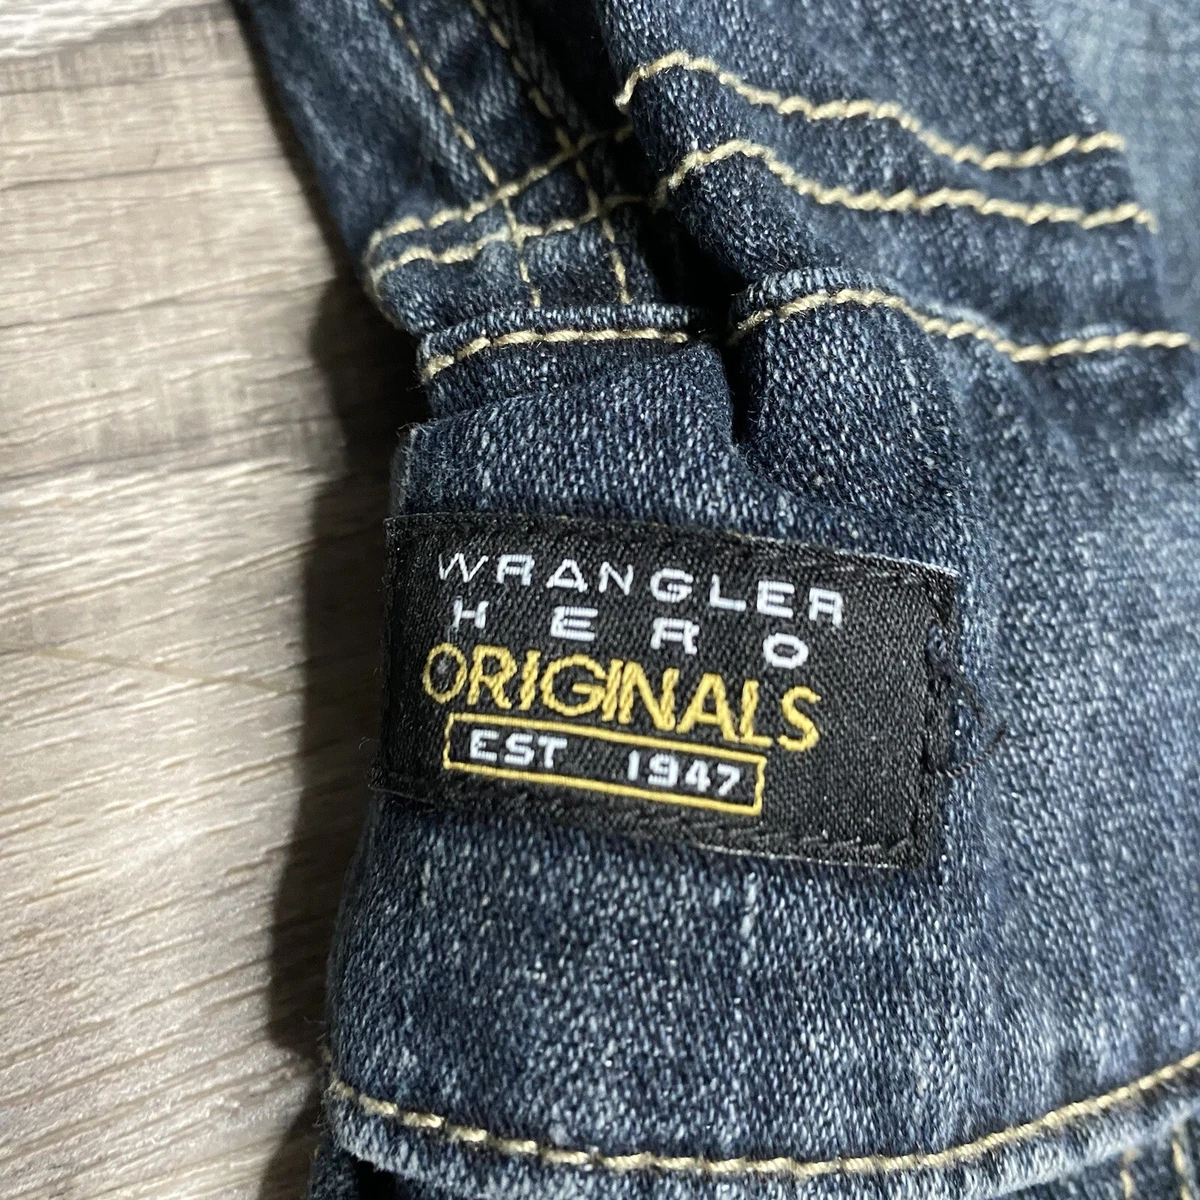 WRANGLER
HERO
ORIGINALS
EST 1947